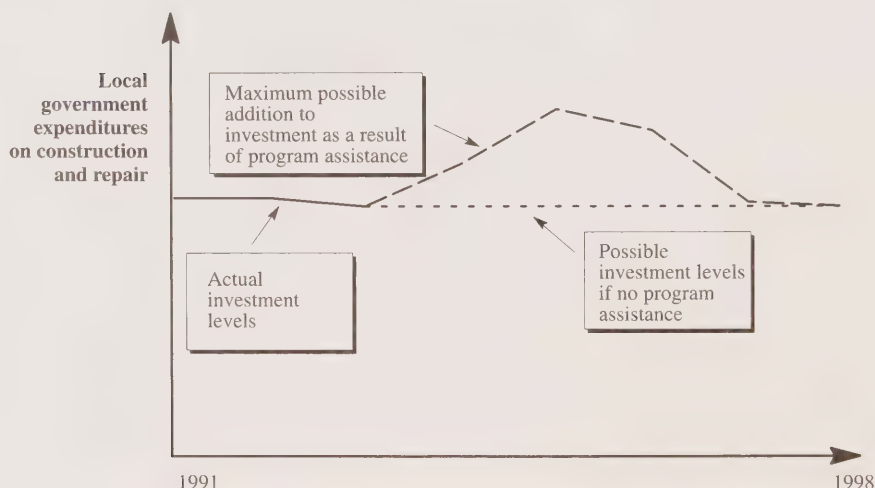 Local
government
expenditures
on construction
and repair
Maximum possible
addition to
investment as a result
of program assistance
Actual
investment
levels
Possible
investment levels
if no program
assistance
1991
1998